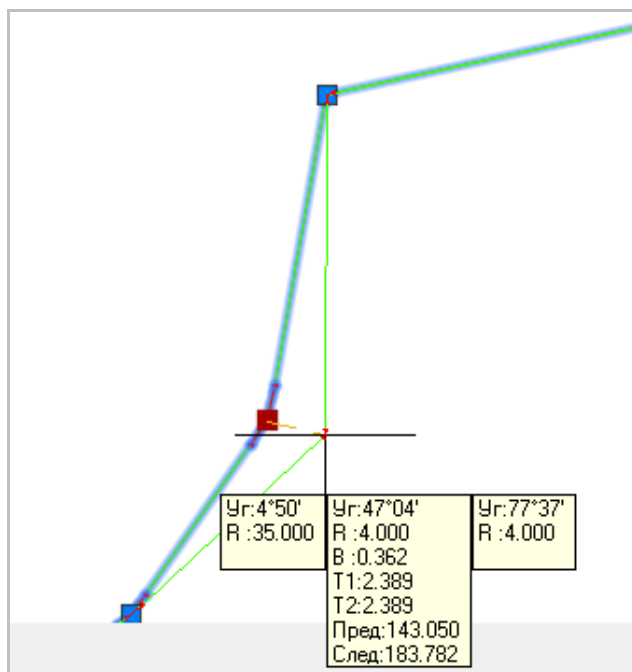 Уг:4°50'
R :35.000
Уг:47°04'
R :4.000
B :0.362
T1:2.389
T2:2.389
Пред:143.050
След:183.782
Уг:77°37'
R :4.000